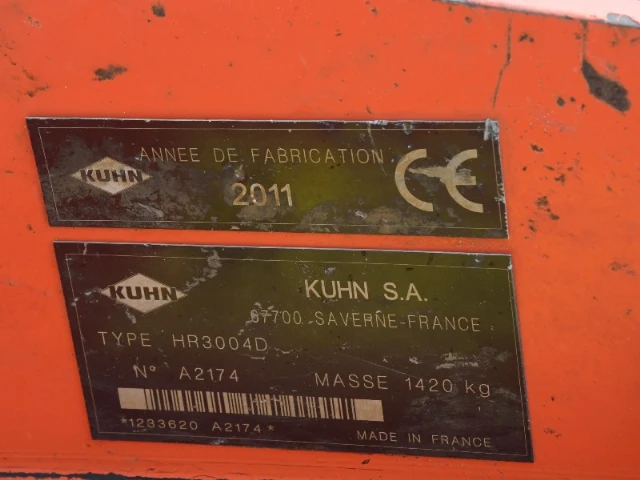 KUHN
ANNEE DE FABRICATION
2011
CE
KUHN
KUHN S.A.
67700 SAVERNE-FRANCE
TYPE HR3004D
N° A2174 MASSE 1420 kg
*1233620 A2174*
MADE IN FRANCE